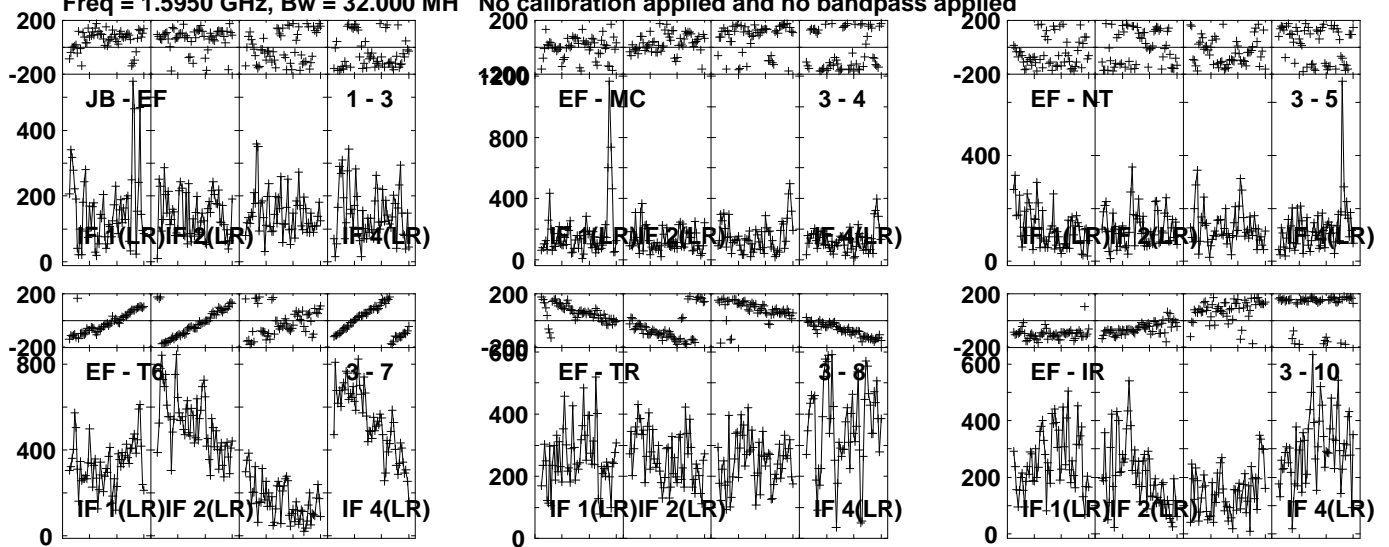 Freq = 1.5950 GHz, Bw = 32.000 MH No calibration applied and no bandpass applied
200
-200
JB - EF 1 - 3
400
200
0
IF 1(LR) IF 2(LR) IF 4(LR)
200
-200
1200
EF - MC 3 - 4
800
400
0
IF 1(LR) IF 2(LR) IF 4(LR)
200
-200
EF - NT 3 - 5
400
0
IF 1(LR) IF 2(LR) IF 4(LR)
200
-200
800
EF - T6 3 - 7
400
0
IF 1(LR) IF 2(LR) IF 4(LR)
200
-200
600
EF - TR 3 - 8
400
200
0
IF 1(LR) IF 2(LR) IF 4(LR)
200
-200
600
EF - IR 3 - 10
400
200
0
IF 1(LR) IF 2(LR) IF 4(LR)